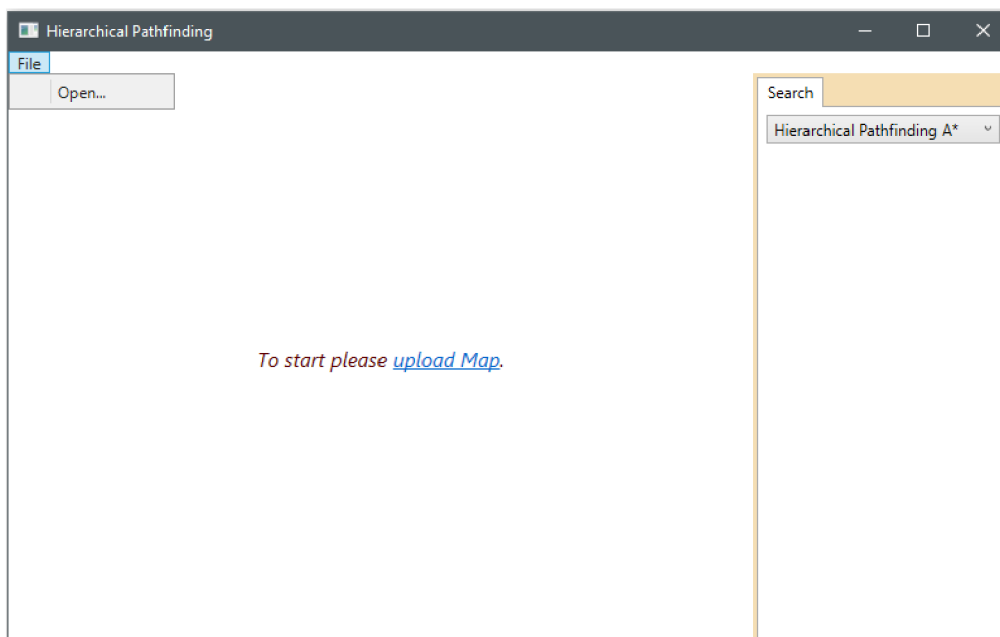 Hierarchical Pathfinding
File
Open...
Search
Hierarchical Pathfinding A*
To start please upload Map.